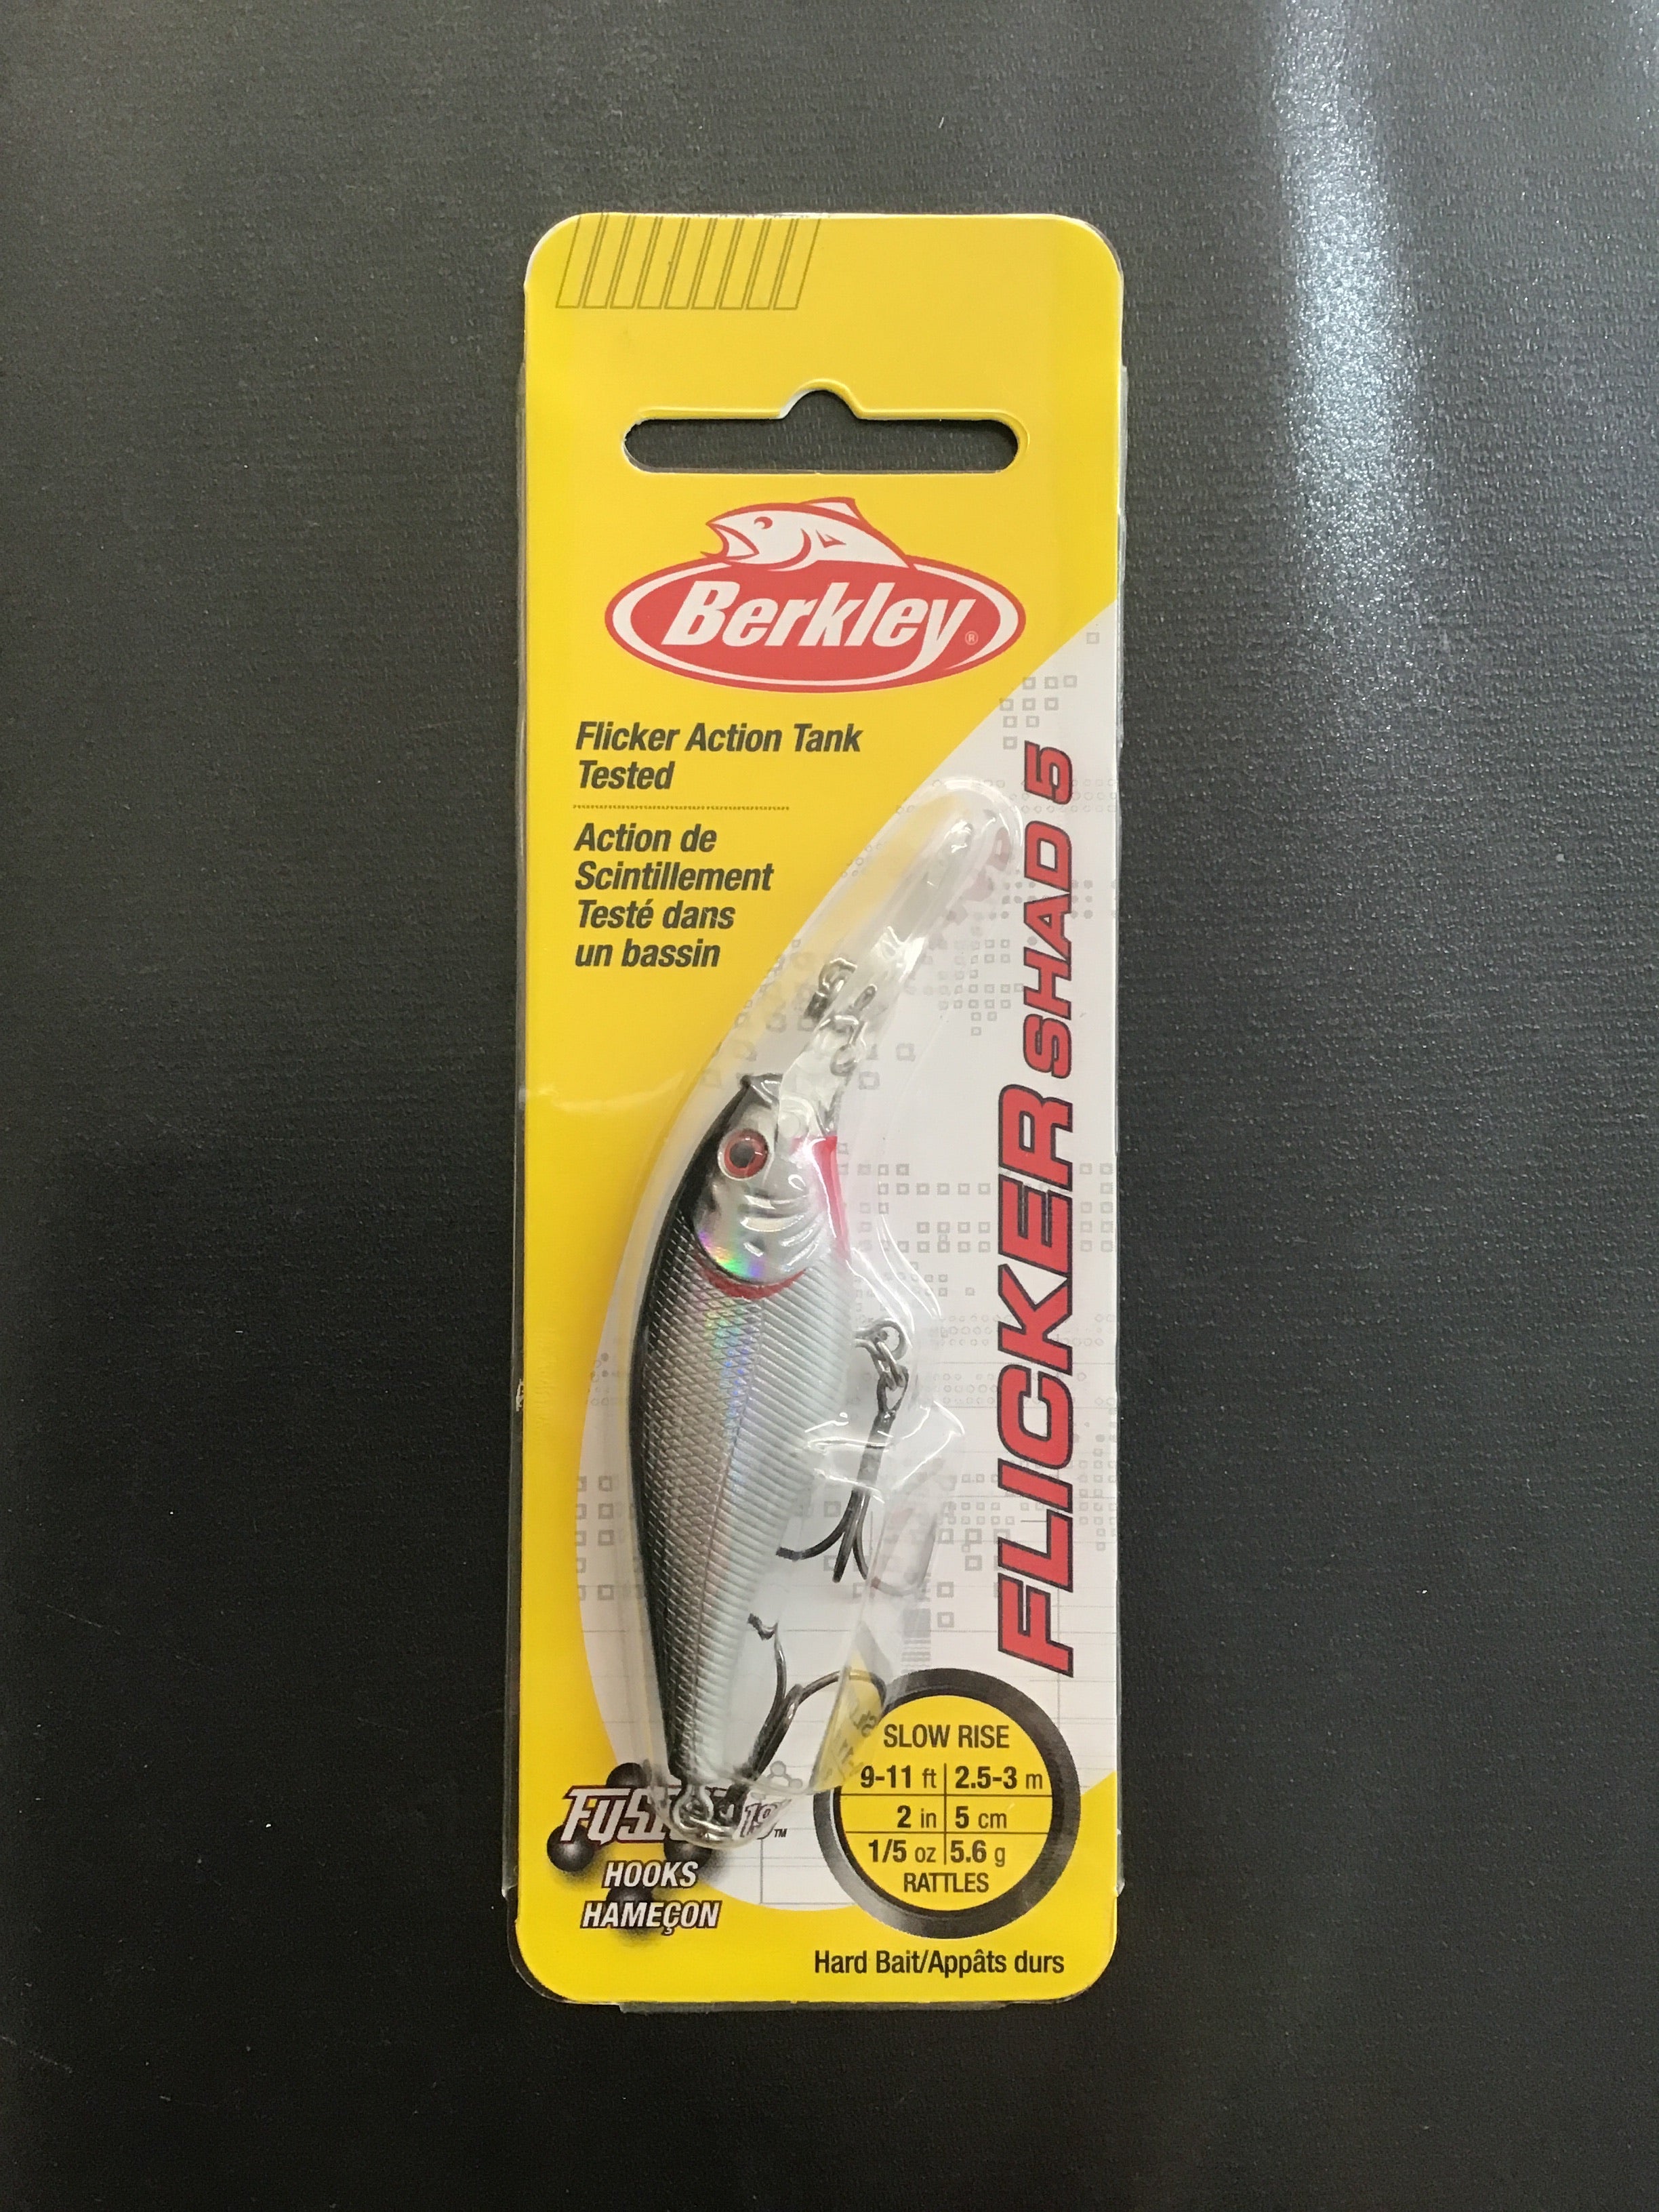 Berkley®
Flicker Action Tank
Tested
Action de
Scintillement
Testé dans
un bassin
FLICKER SHAD 5
SLOW RISE
9-11 ft 2.5-3 m
2 in 5 cm
1/5 oz 5.6 g
RATTLES
HOOKS
HAMEÇON
Hard Bait/Appâts durs